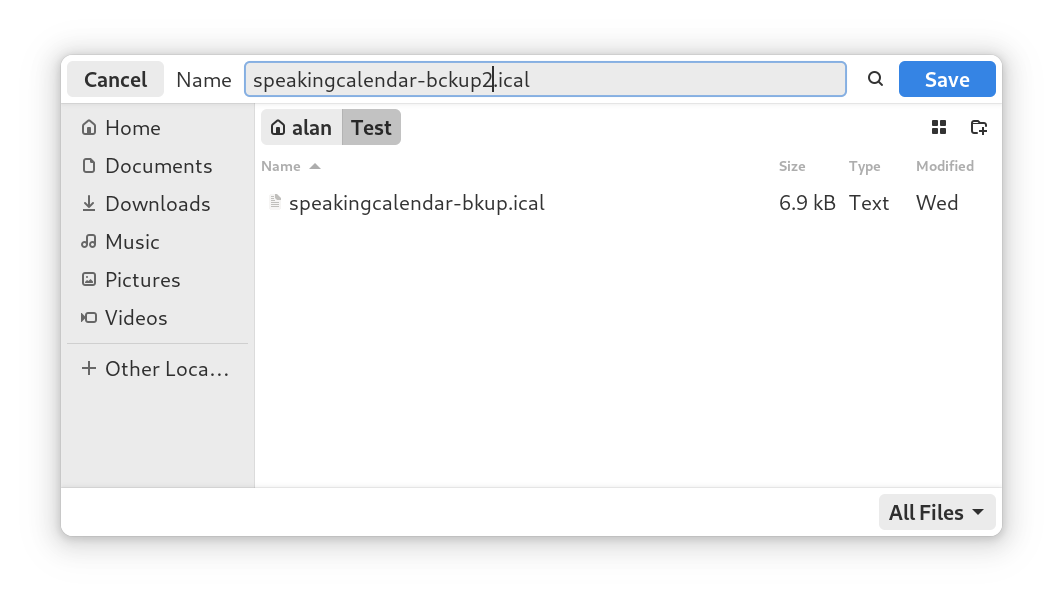 Cancel Name speakingcalendar-bckup2.ical Save
Home
Documents
Downloads
Music
Pictures
Videos
Other Loca...
alan Test
Name Size Type Modified
speakingcalendar-bkup.ical 6.9 kB Text Wed
All Files